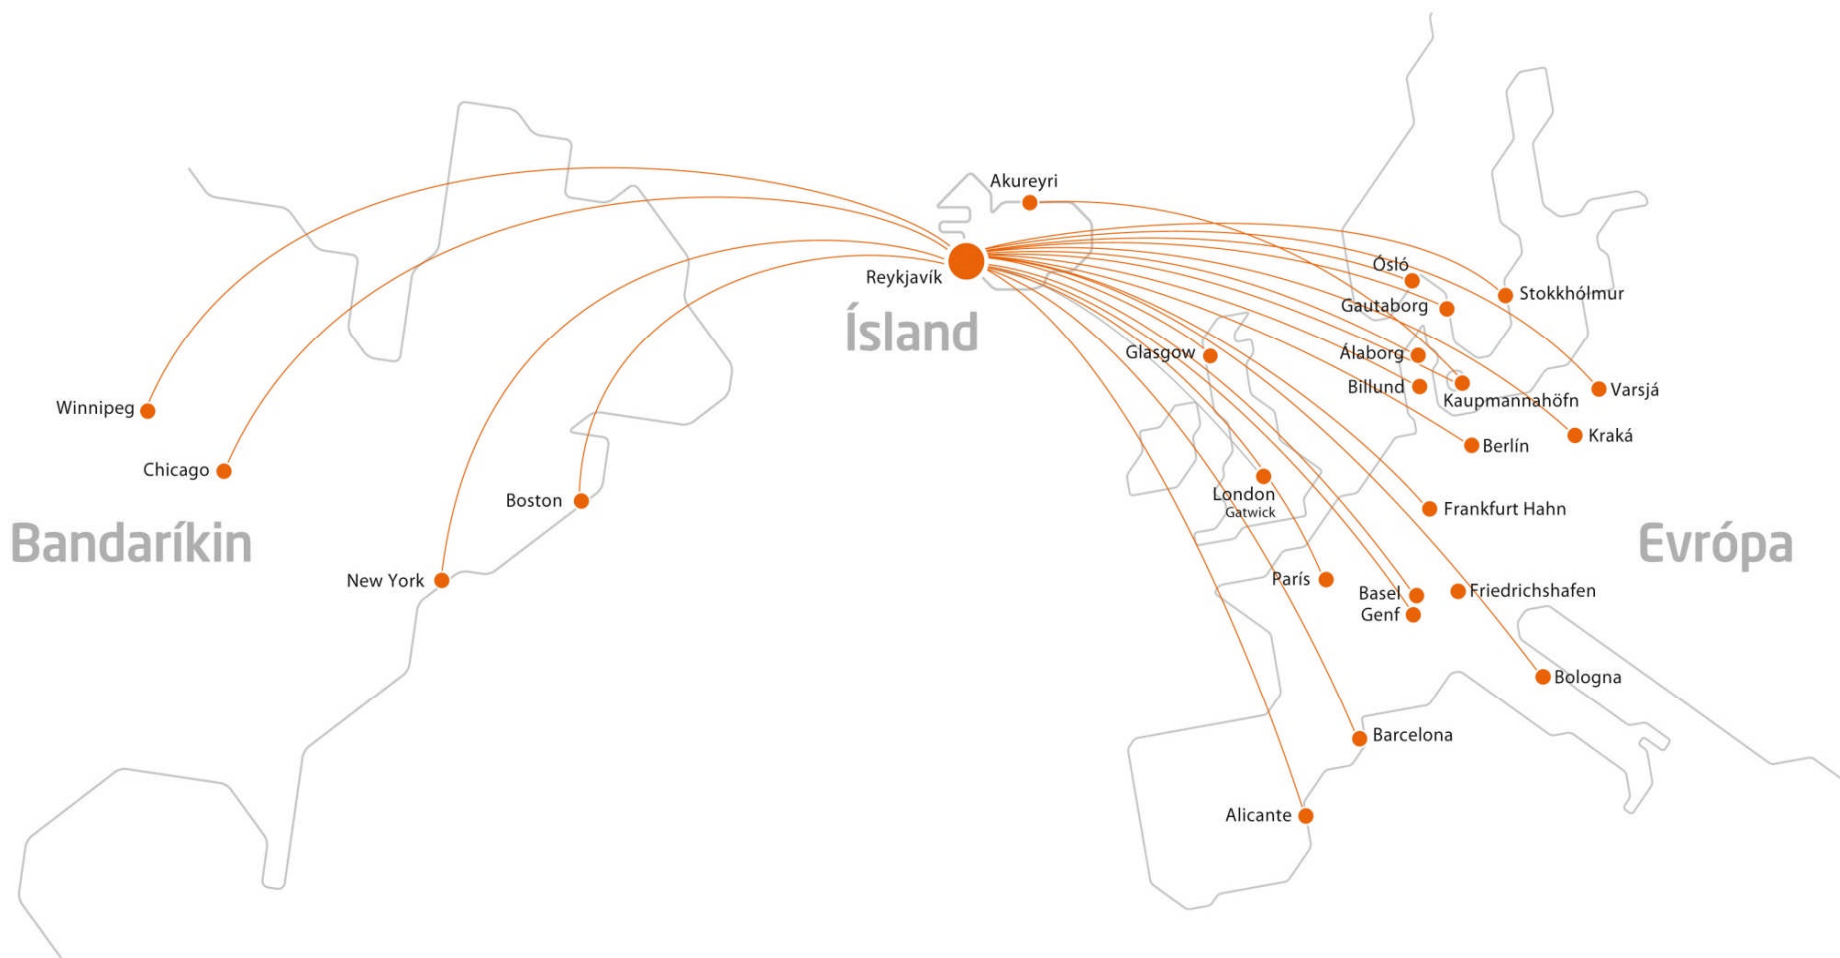 Akureyri
Reykjavík
Ísland
Ósló
Stokkhólmur
Gautaborg
Glasgow
Álaborg
Billund
Kaupmannahöfn
Varsjá
Winnipeg
Kraká
Berlín
Chicago
Boston
London
Gatwick
Frankfurt Hahn
Bandaríkin
Evrópa
New York
París
Basel
Friedrichshafen
Genf
Bologna
Barcelona
Alicante